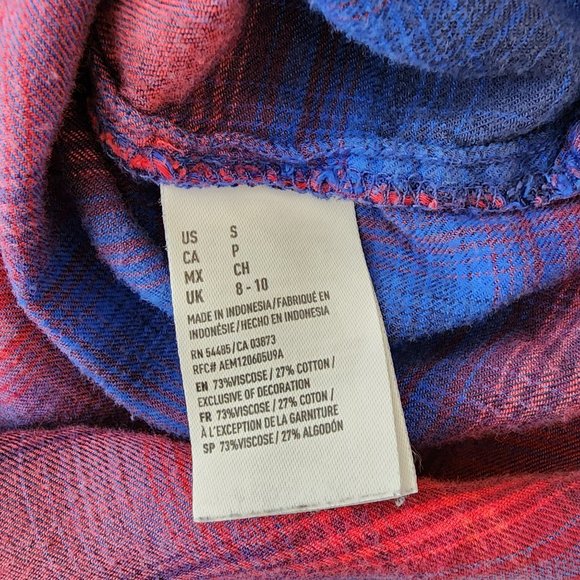 US S
CA P
MX CH
UK 8 - 10
MADE IN INDONESIA/FABRIQUÉ EN
INDONÉSIE/HECHO EN INDONESIA
RN 54485/CA 03873
RFC# AEM120605U9A
EN 73%VISCOSE / 27% COTTON /
EXCLUSIVE OF DECORATION
FR 73%VISCOSE / 27% COTON /
À L'EXCEPTION DE LA GARNITURE
SP 73%VISCOSE / 27% ALGODÓN